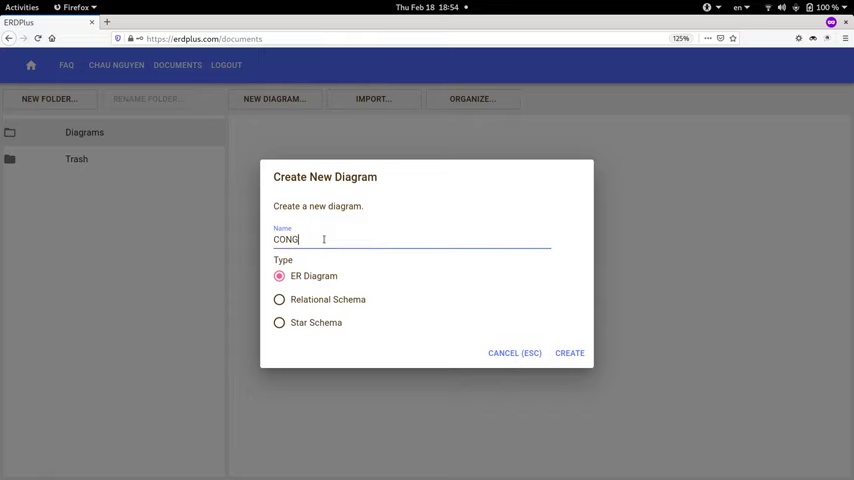 Activities Firefox Thu Feb 18 18:54 en 100 %
ERDPlus
https://erdplus.com/documents 125%
FAQ CHAU NGUYEN DOCUMENTS LOGOUT
NEW FOLDER... RENAME FOLDER... NEW DIAGRAM... IMPORT... ORGANIZE...
Diagrams
Trash
Create New Diagram
Create a new diagram.
Name
CONG
Type
ER Diagram
Relational Schema
Star Schema
CANCEL (ESC) CREATE